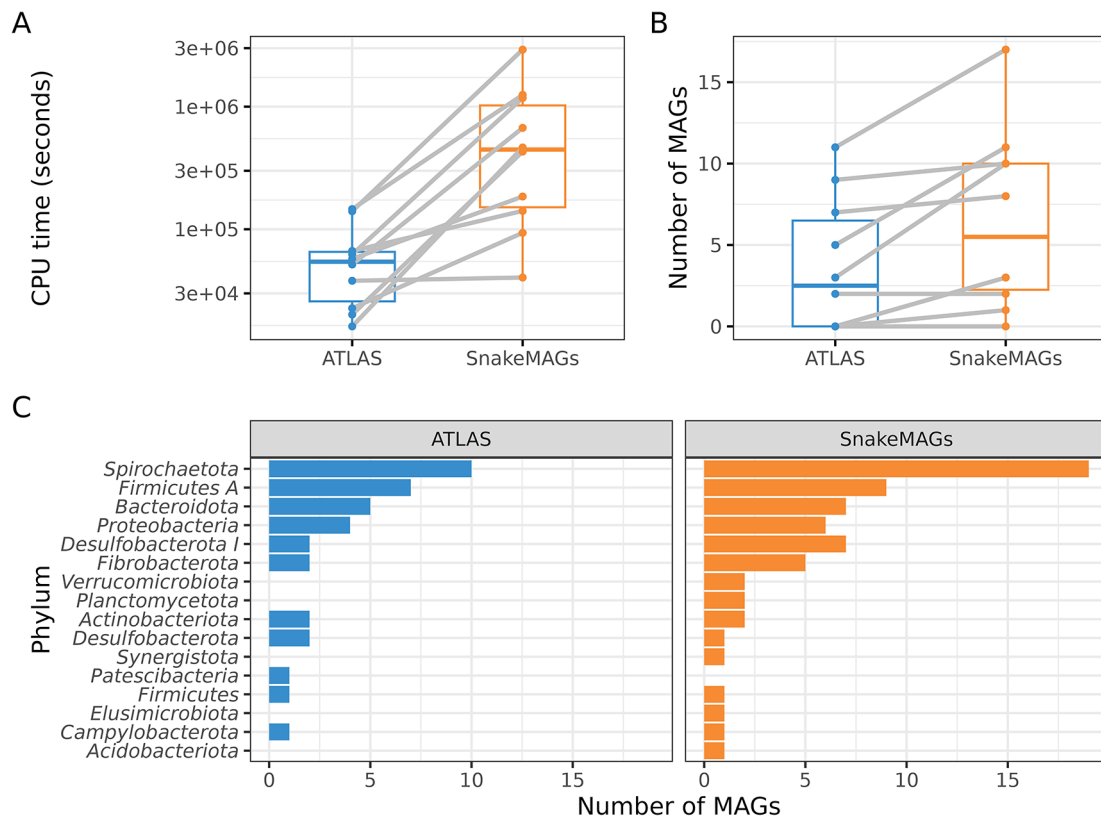 A
CPU time (seconds)
3e+06
1e+06
3e+05
1e+05
3e+04
ATLAS
SnakeMAGs
B
Number of MAGs
15
10
5
0
ATLAS
SnakeMAGs
C
ATLAS
SnakeMAGs
Phylum
Spirochaetota
Firmicutes A
Bacteroidota
Proteobacteria
Desulfobacterota I
Fibrobacterota
Verrucomicrobiota
Planctomycetota
Actinobacteriota
Desulfobacterota
Synergistota
Patescibacteria
Firmicutes
Elusimicrobiota
Campylobacterota
Acidobacteriota
0 5 10 15
0 5 10 15
Number of MAGs